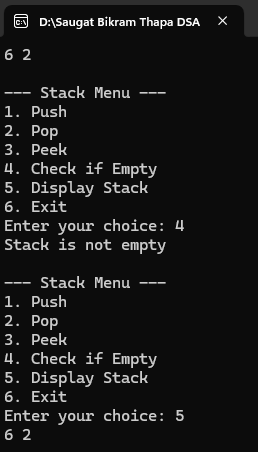 D:\Saugat Bikram Thapa DSA
6 2
--- Stack Menu ---
1. Push
2. Pop
3. Peek
4. Check if Empty
5. Display Stack
6. Exit
Enter your choice: 4
Stack is not empty
--- Stack Menu ---
1. Push
2. Pop
3. Peek
4. Check if Empty
5. Display Stack
6. Exit
Enter your choice: 5
6 2